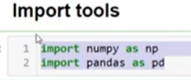 Import tools
1 import numpy as np
2 import pandas as pd